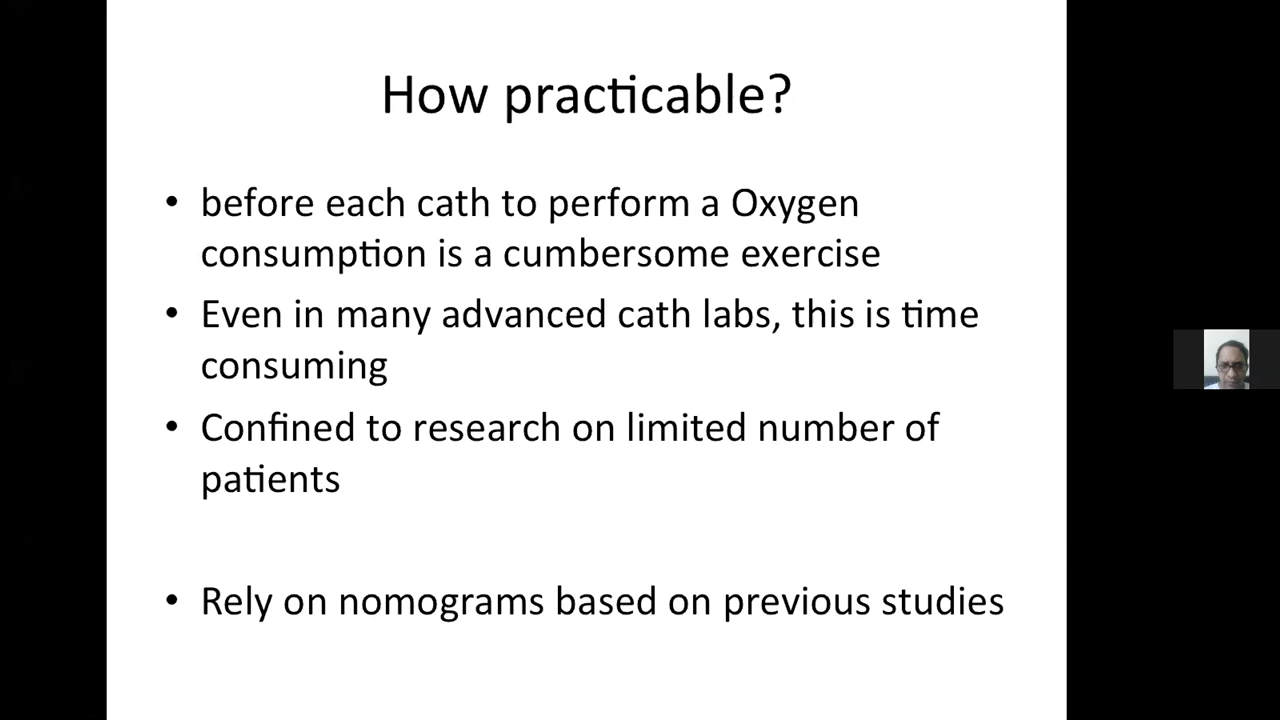 How practicable?
• before each cath to perform a Oxygen
consumption is a cumbersome exercise
• Even in many advanced cath labs, this is time
consuming
• Confined to research on limited number of
patients
• Rely on nomograms based on previous studies